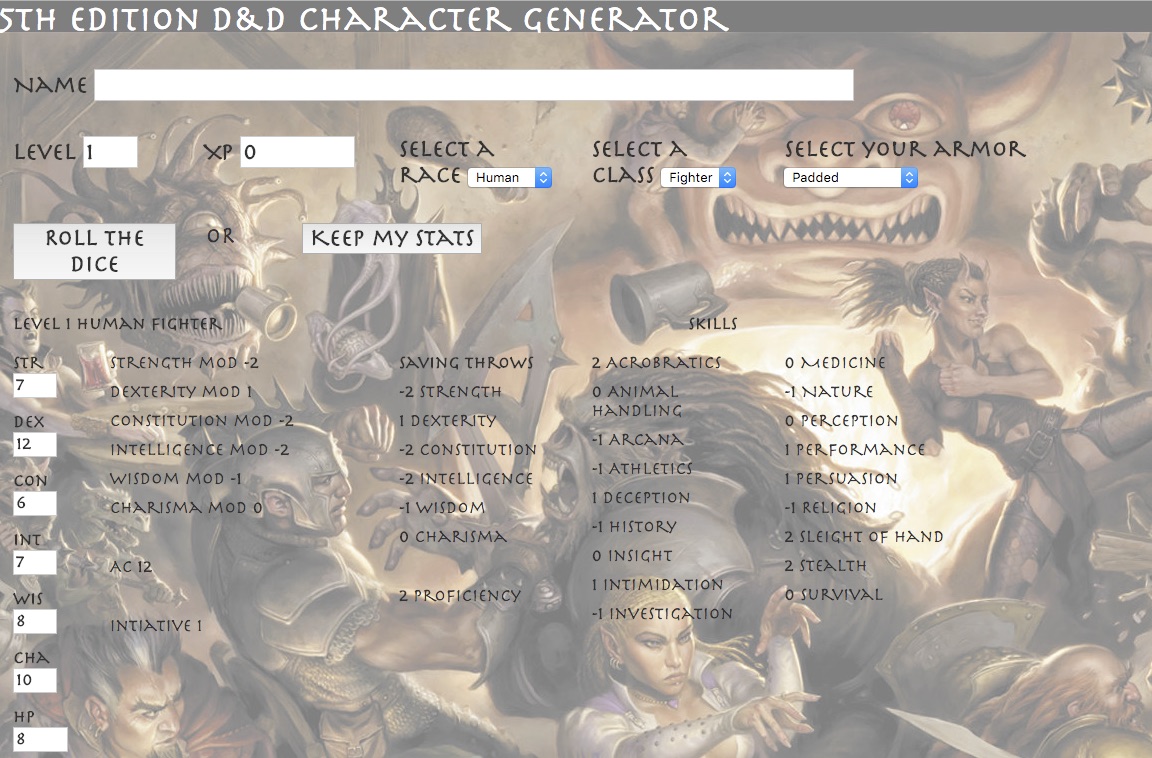 5TH EDITION D&D CHARACTER GENERATOR
NAME
LEVEL 1 XP 0
SELECT A
RACE Human
SELECT A
CLASS Fighter
SELECT YOUR ARMOR
Padded
ROLL THE
DICE
OR
KEEP MY STATS
LEVEL 1 HUMAN FIGHTER
STR
7
DEX
12
CON
6
INT
7
WIS
8
CHA
10
HP
8
STRENGTH MOD -2
DEXTERITY MOD 1
CONSTITUTION MOD -2
INTELLIGENCE MOD -2
WISDOM MOD -1
CHARISMA MOD 0
AC 12
INTIATIVE 1
SAVING THROWS
-2 STRENGTH
1 DEXTERITY
-2 CONSTITUTION
-2 INTELLIGENCE
-1 WISDOM
0 CHARISMA
2 PROFICIENCY
SKILLS
2 ACROBRATICS
0 ANIMAL
HANDLING
-1 ARCANA
-1 ATHLETICS
1 DECEPTION
-1 HISTORY
0 INSIGHT
1 INTIMIDATION
-1 INVESTIGATION
0 MEDICINE
-1 NATURE
0 PERCEPTION
1 PERFORMANCE
1 PERSUASION
-1 RELIGION
2 SLEIGHT OF HAND
2 STEALTH
0 SURVIVAL